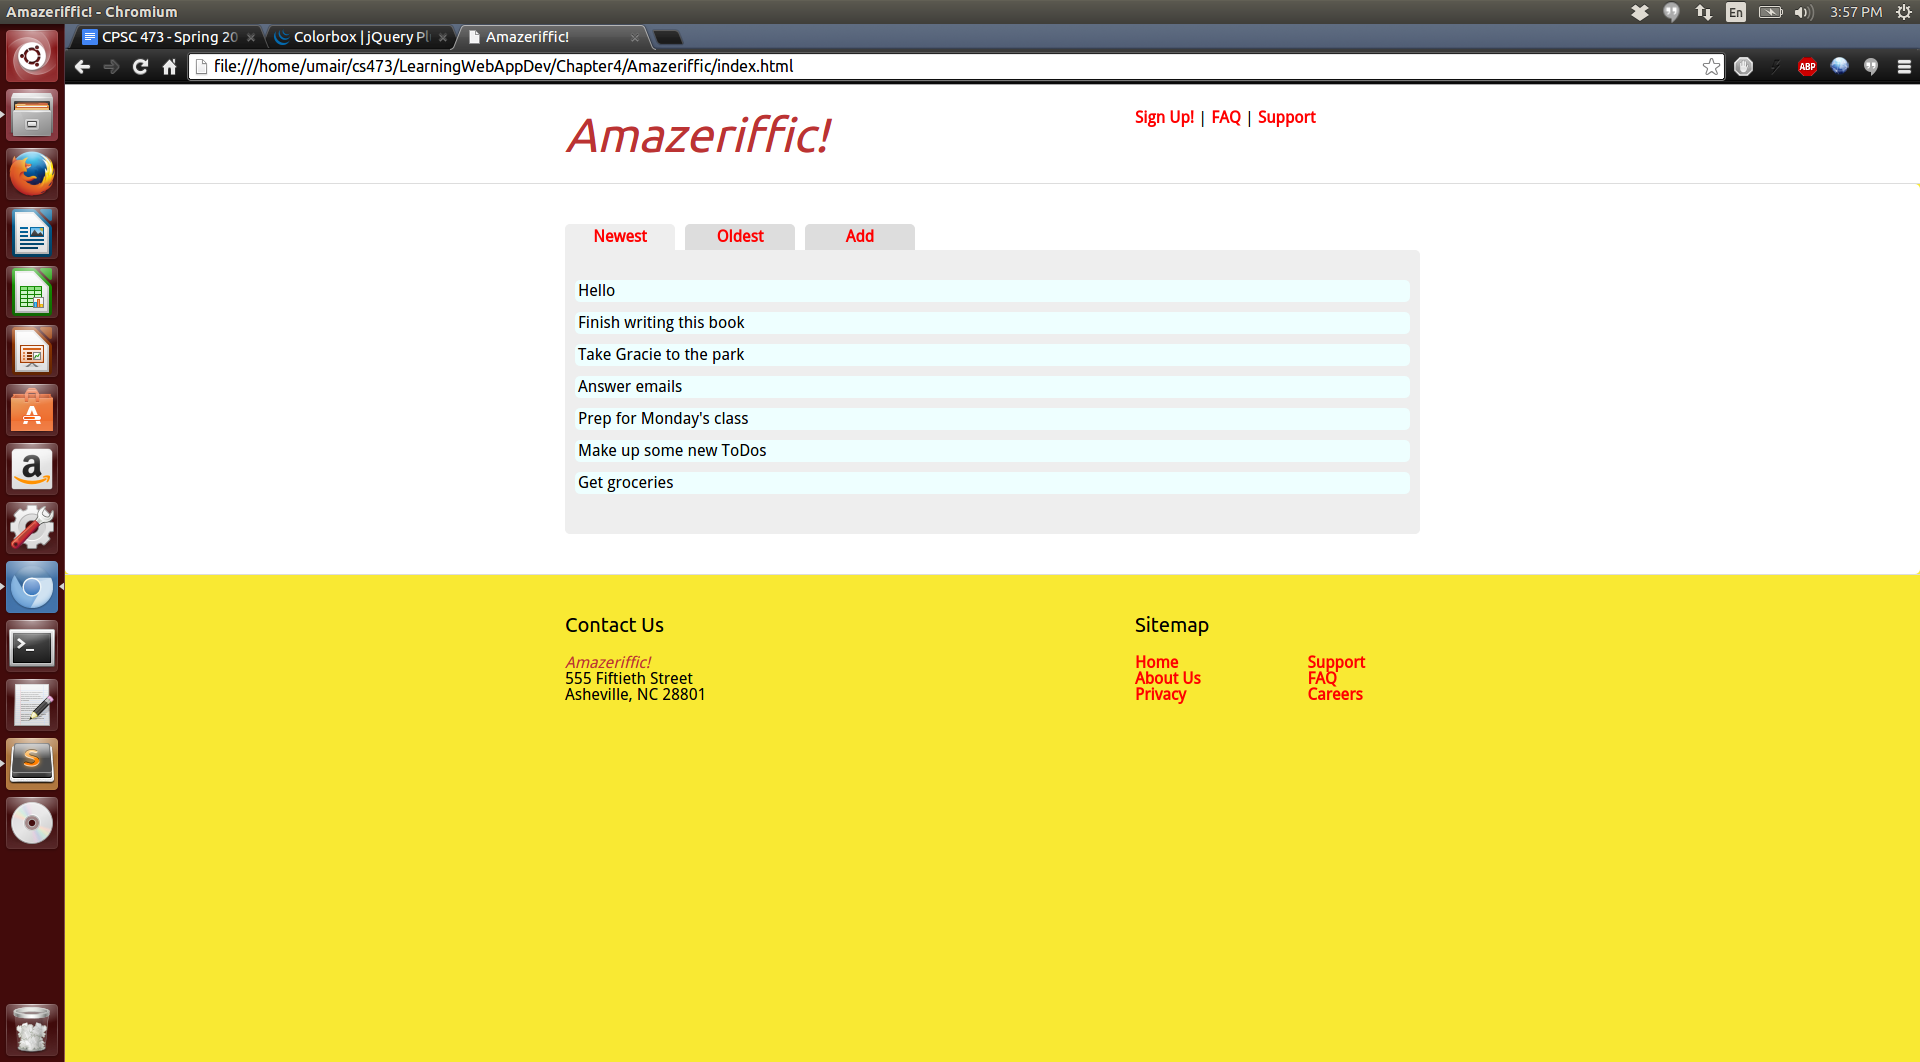 Amazeriffic! - Chromium
En
3:57 PM
CPSC 473 - Spring 20
Colorbox | jQuery Pl
Amazeriffic!
file:///home/umair/cs473/LearningWebAppDev/Chapter4/Amazeriffic/index.html
ABP
Amazeriffic!
Sign Up! | FAQ | Support
Newest
Oldest
Add
Hello
Finish writing this book
Take Gracie to the park
Answer emails
Prep for Monday's class
Make up some new ToDos
Get groceries
Contact Us
Amazeriffic!
555 Fiftieth Street
Asheville, NC 28801
Sitemap
Home
About Us
Privacy
Support
FAQ
Careers